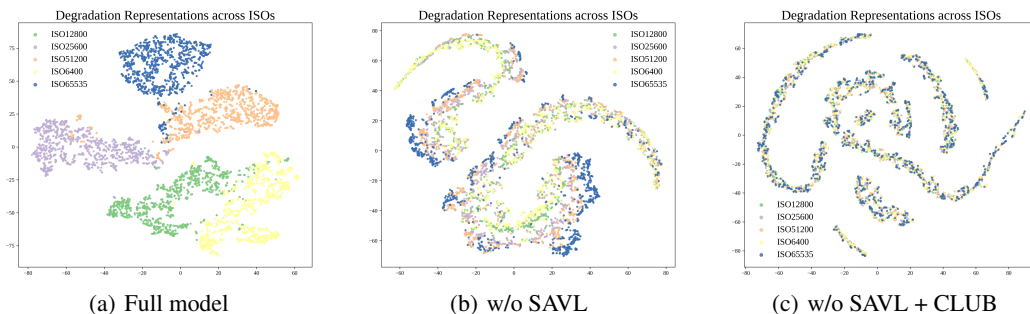 Degradation Representations across ISOs
ISO12800
ISO25600
ISO51200
ISO6400
ISO65535
75
50
25
0
−25
−50
−75
−80 −60 −40 −20 0 20 40 60 80
(a) Full model
Degradation Representations across ISOs
ISO12800
ISO25600
ISO51200
ISO6400
ISO65535
80
60
40
20
0
−20
−40
−60
−60 −40 −20 0 20 40 60 80
(b) w/o SAVL
Degradation Representations across ISOs
60
40
20
0
−20
−40
−60
−80
ISO12800
ISO25600
ISO51200
ISO6400
ISO65535
−80 −60 −40 −20 0 20 40 60 80
(c) w/o SAVL + CLUB